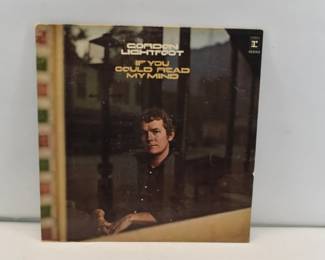 GORDON
LIGHTFOOT
IF YOU
COULD READ
MY MIND